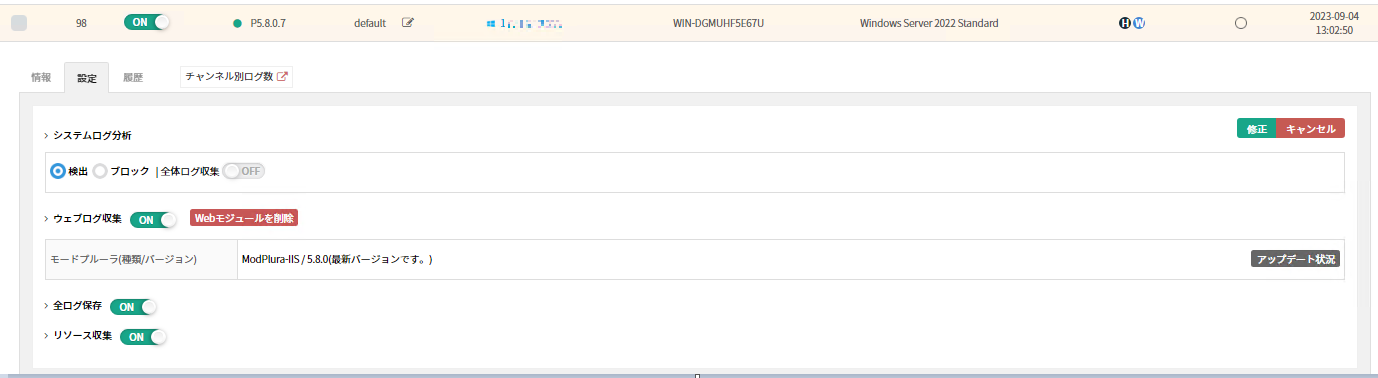 98 ON P5.8.0.7 default WIN-DGMUHF5E67U Windows Server 2022 Standard H W 2023-09-04
13:02:50
情報 設定 履歴 チャンネル別ログ数
システムログ分析 修正 キャンセル
検出 ブロック | 全体ログ収集 OFF
ウェブログ収集 ON Webモジュールを削除
モードプルーラ(種類/バージョン) ModPlura-IIS / 5.8.0(最新バージョンです。) アップデート状況
全ログ保存 ON
リソース収集 ON